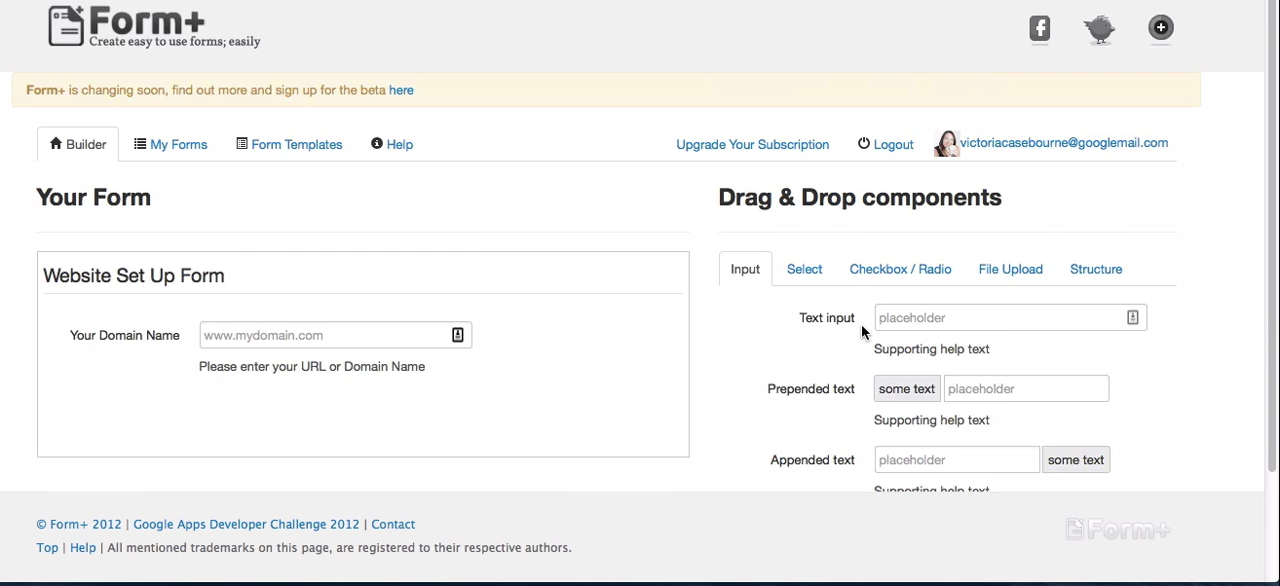 Form+
Create easy to use forms; easily
Form+ is changing soon, find out more and sign up for the beta here
Builder My Forms Form Templates Help Upgrade Your Subscription Logout victoriacasebourne@googlemail.com
Your Form
Drag & Drop components
Website Set Up Form
Your Domain Name www.mydomain.com
Please enter your URL or Domain Name
Input Select Checkbox / Radio File Upload Structure
Text input placeholder
Supporting help text
Prepended text some text placeholder
Supporting help text
Appended text placeholder some text
Supporting help text
© Form+ 2012 | Google Apps Developer Challenge 2012 | Contact
Top | Help | All mentioned trademarks on this page, are registered to their respective authors.
Form+